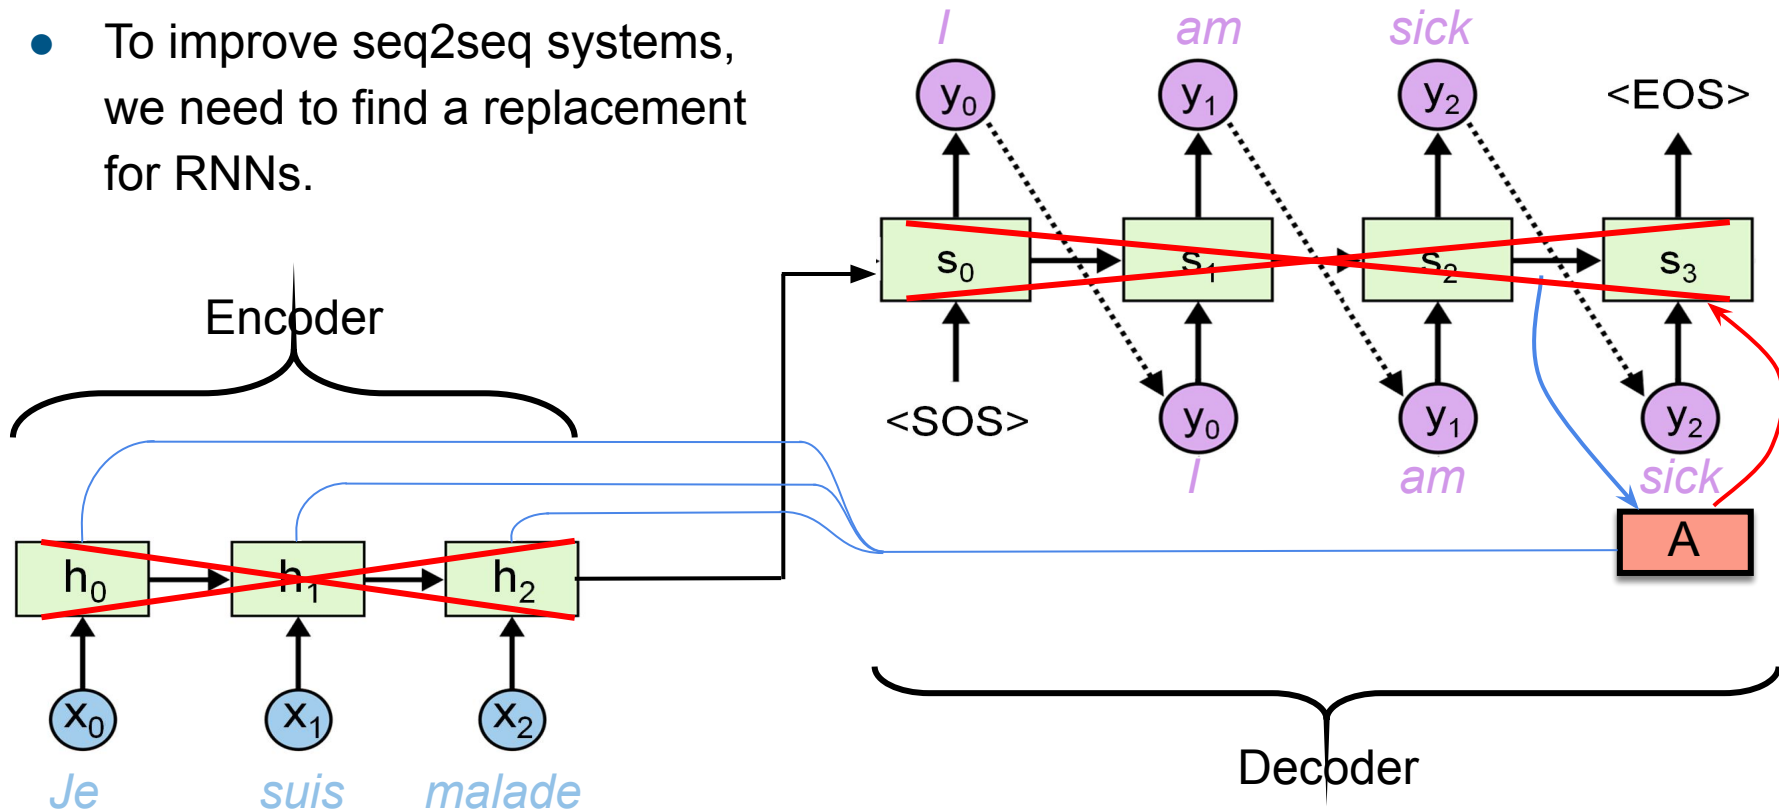 ● To improve seq2seq systems,
we need to find a replacement
for RNNs.
I am sick
y₀ y₁ y₂ <EOS>
s₀ s₁ s₂ s₃
<SOS> y₀ y₁ y₂
I am sick
A
Encoder
h₀ h₁ h₂
x₀ x₁ x₂
Je suis malade
Decoder